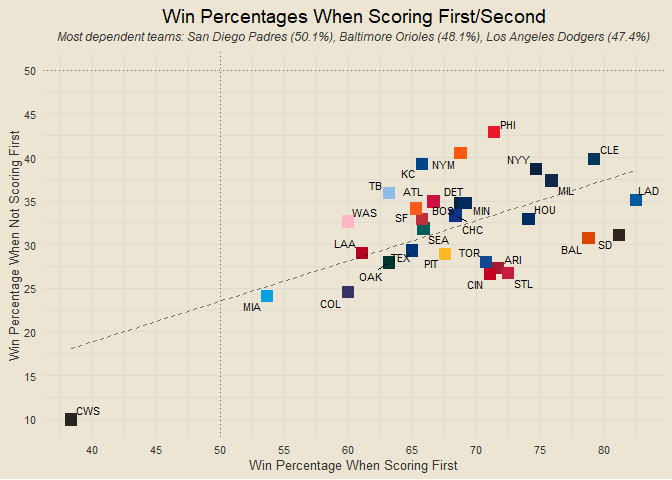 Win Percentages When Scoring First/Second
Most dependent teams: San Diego Padres (50.1%), Baltimore Orioles (48.1%), Los Angeles Dodgers (47.4%)
Win Percentage When Not Scoring First
50
45
40
35
30
25
20
15
10
PHI
NYM
KC
NYY
CLE
TB
ATL
DET
MIL
LAD
WAS
SF
BOS
MIN
HOU
CHC
LAA
SEA
BAL
SD
OAK
TEX
PIT
TOR
ARI
CIN
STL
MIA
COL
CWS
40 45 50 55 60 65 70 75 80
Win Percentage When Scoring First